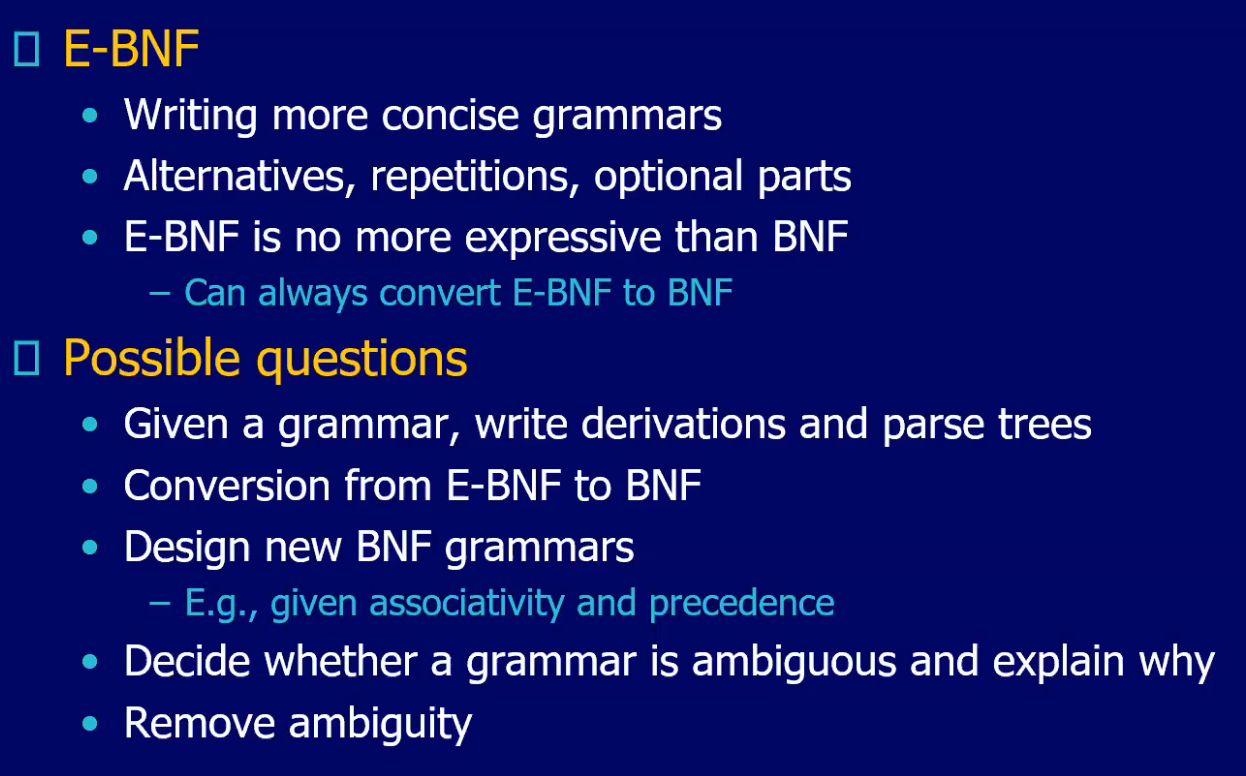 E-BNF
• Writing more concise grammars
• Alternatives, repetitions, optional parts
• E-BNF is no more expressive than BNF
– Can always convert E-BNF to BNF
Possible questions
• Given a grammar, write derivations and parse trees
• Conversion from E-BNF to BNF
• Design new BNF grammars
– E.g., given associativity and precedence
• Decide whether a grammar is ambiguous and explain why
• Remove ambiguity